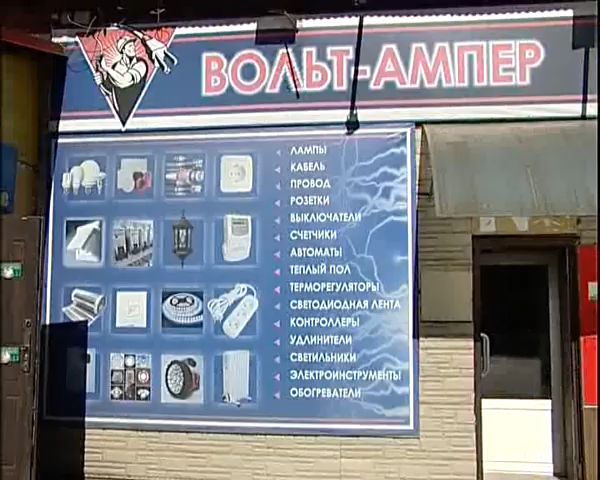 ВОЛЬТ-АМПЕР
ЛАМПЫ
КАБЕЛЬ
ПРОВОД
РОЗЕТКИ
ВЫКЛЮЧАТЕЛИ
СЧЕТЧИКИ
АВТОМАТЫ
ТЕПЛЫЙ ПОЛ
ТЕРМОРЕГУЛЯТОРЫ
СВЕТОДИОДНАЯ ЛЕНТА
КОНТРОЛЛЕРЫ
УДЛИНИТЕЛИ
СВЕТИЛЬНИКИ
ЭЛЕКТРОИНСТРУМЕНТЫ
ОБОГРЕВАТЕЛИ